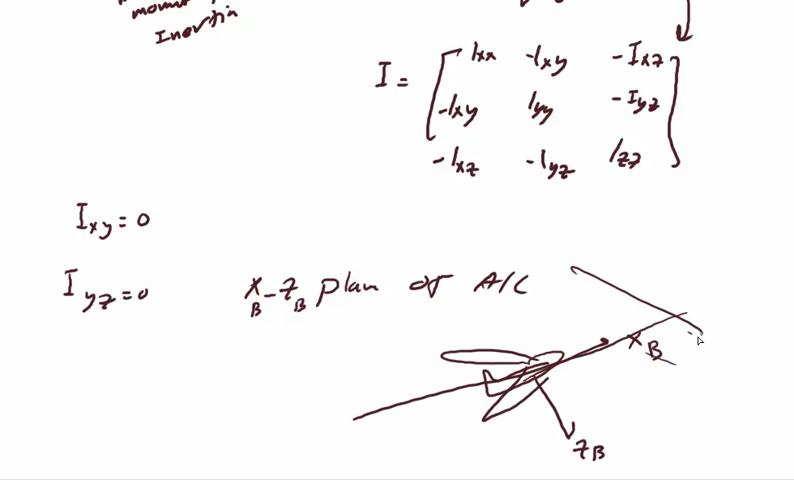 Inertia
I = [ Ixx -Ixy -Ixz
-Ixy Iyy -Iyz
-Ixz -Iyz Izz ]
Ixy = 0
Iyz = 0 XB - ZB plan of A/C
XB
ZB